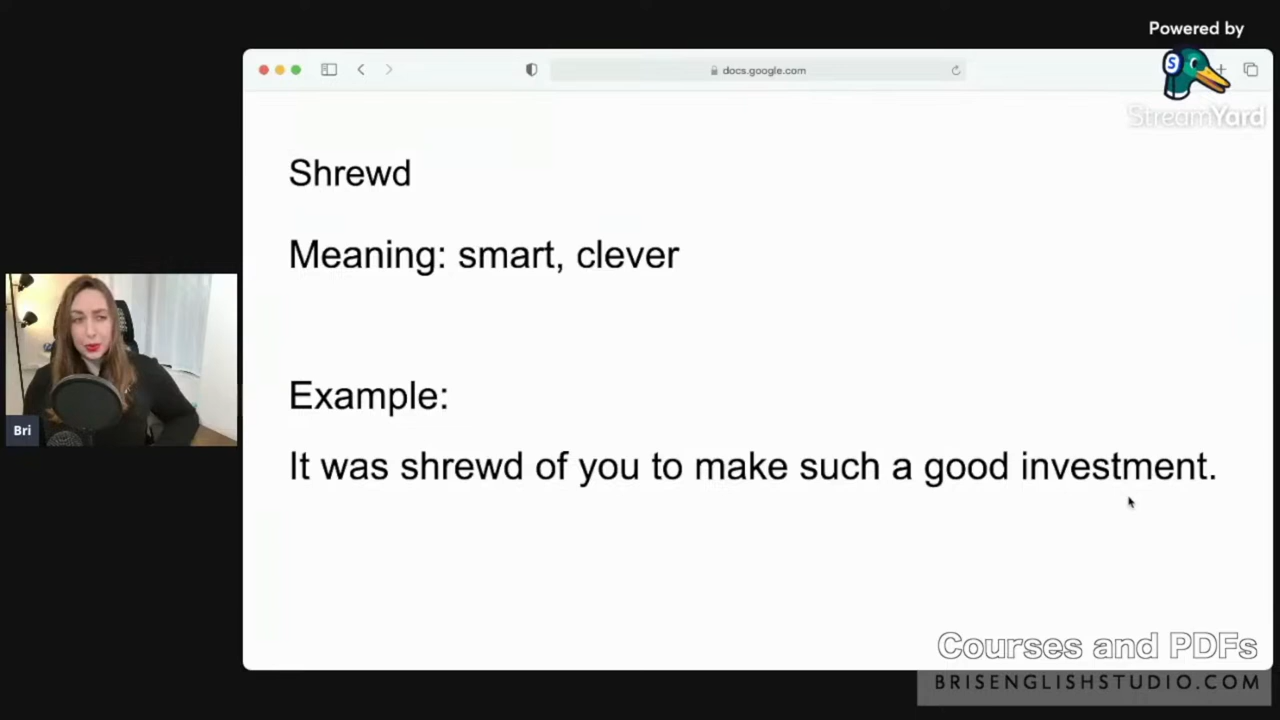 Powered by
StreamYard
docs.google.com
Shrewd
Meaning: smart, clever
Example:
It was shrewd of you to make such a good investment.
Bri
Courses and PDFs
BRISENGLISHSTUDIO.COM